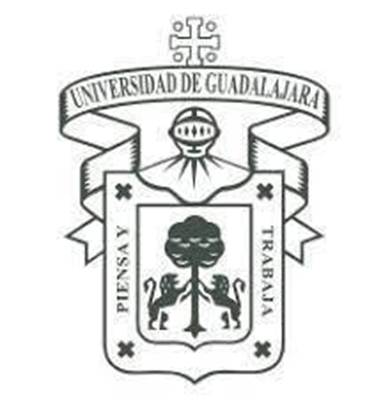 UNIVERSIDAD DE GUADALAJARA
PIENSA Y
TRABAJA